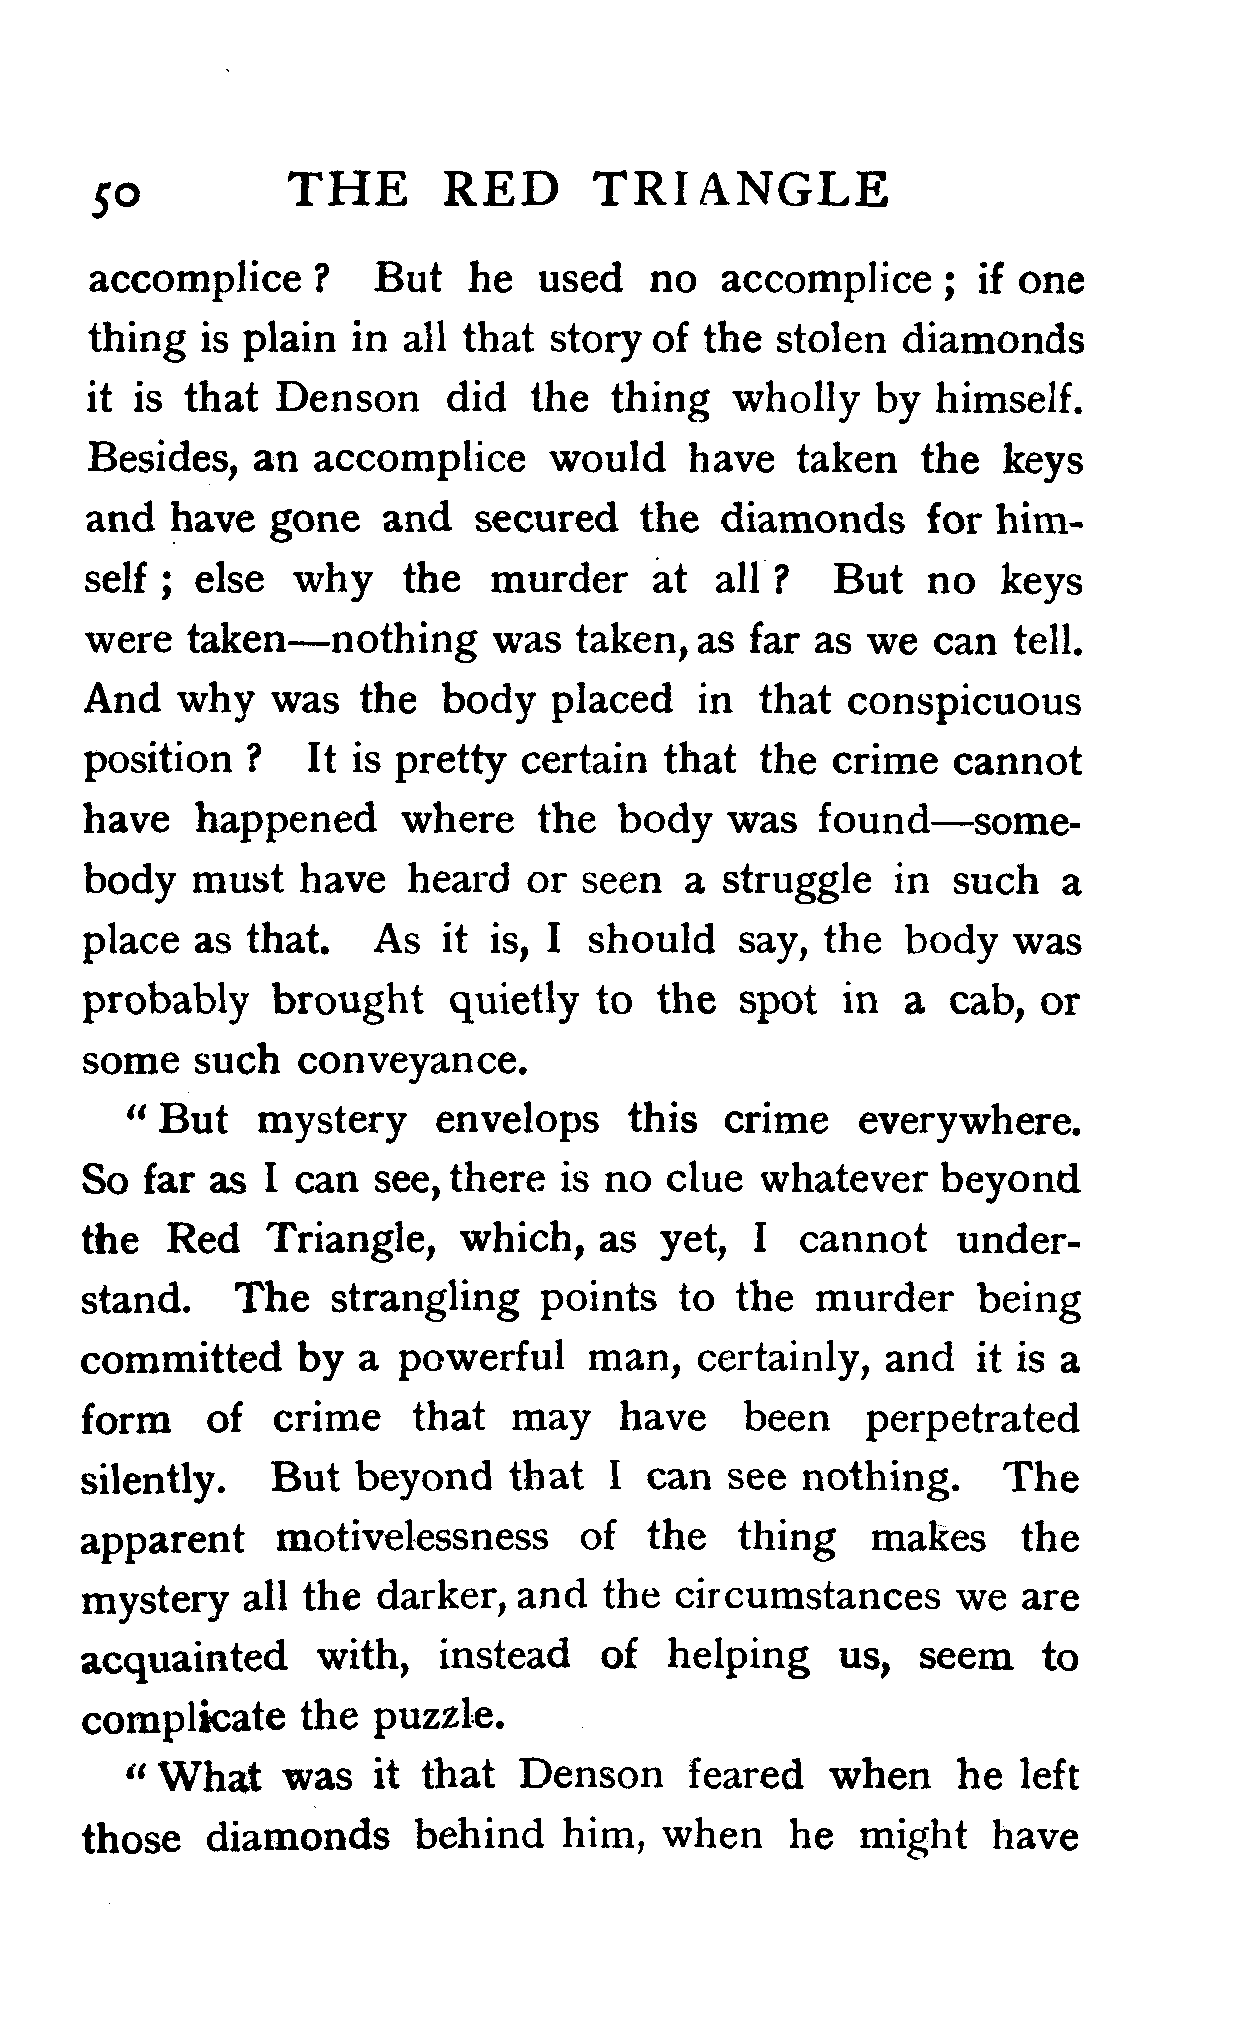 50 THE RED TRIANGLE
accomplice ? But he used no accomplice ; if one
thing is plain in all that story of the stolen diamonds
it is that Denson did the thing wholly by himself.
Besides, an accomplice would have taken the keys
and have gone and secured the diamonds for him-
self ; else why the murder at all ? But no keys
were taken—nothing was taken, as far as we can tell.
And why was the body placed in that conspicuous
position ? It is pretty certain that the crime cannot
have happened where the body was found—some-
body must have heard or seen a struggle in such a
place as that. As it is, I should say, the body was
probably brought quietly to the spot in a cab, or
some such conveyance.
“ But mystery envelops this crime everywhere.
So far as I can see, there is no clue whatever beyond
the Red Triangle, which, as yet, I cannot under-
stand. The strangling points to the murder being
committed by a powerful man, certainly, and it is a
form of crime that may have been perpetrated
silently. But beyond that I can see nothing. The
apparent motivelessness of the thing makes the
mystery all the darker, and the circumstances we are
acquainted with, instead of helping us, seem to
complicate the puzzle.
“ What was it that Denson feared when he left
those diamonds behind him, when he might have